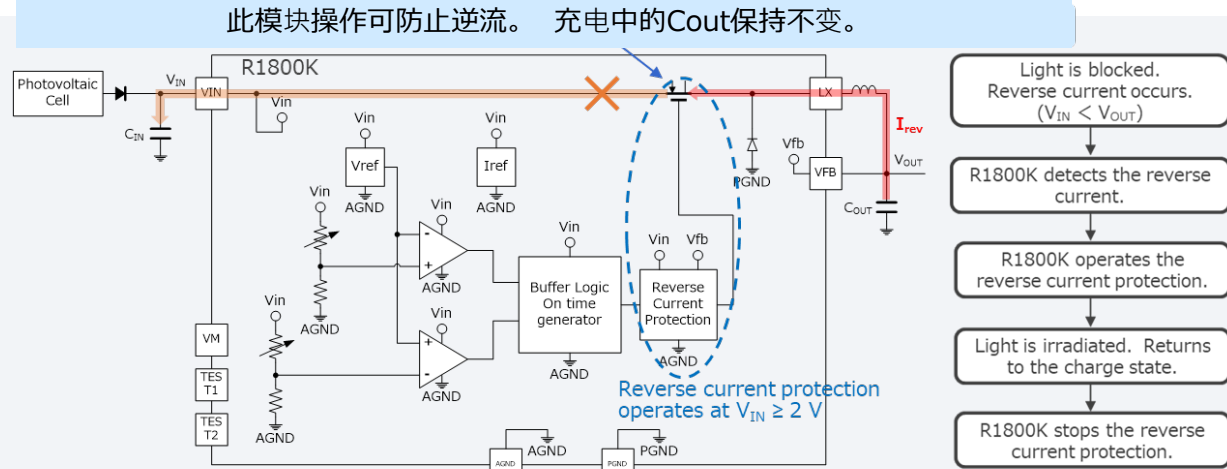 此模块操作可防止逆流。 充电中的Cout保持不变。
R1800K
Photovoltaic
Cell
VIN
VIN
Vin
CIN
LX
Irev
Vfb
VFB
VOUT
PGND
COUT
Vin
Vref
AGND
Vin
Iref
AGND
Vin
Vin
-
+
AGND
AGND
Vin
Vin
+
-
AGND
AGND
Vin
Buffer Logic
On time
generator
AGND
Vin
Vfb
Reverse
Current
Protection
AGND
VM
TES
T1
TES
T2
Reverse current protection
operates at VIN ≥ 2 V
AGND
AGND
PGND
PGND
Light is blocked.
Reverse current occurs.
(VIN < VOUT)
R1800K detects the reverse
current.
R1800K operates the
reverse current protection.
Light is irradiated. Returns
to the charge state.
R1800K stops the reverse
current protection.